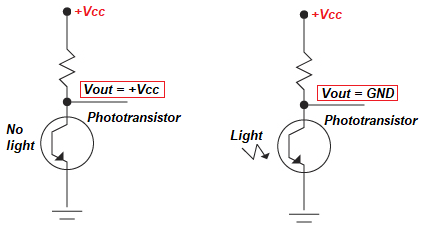 +Vcc
Vout = +Vcc
Phototransistor
No
light
+Vcc
Vout = GND
Phototransistor
Light